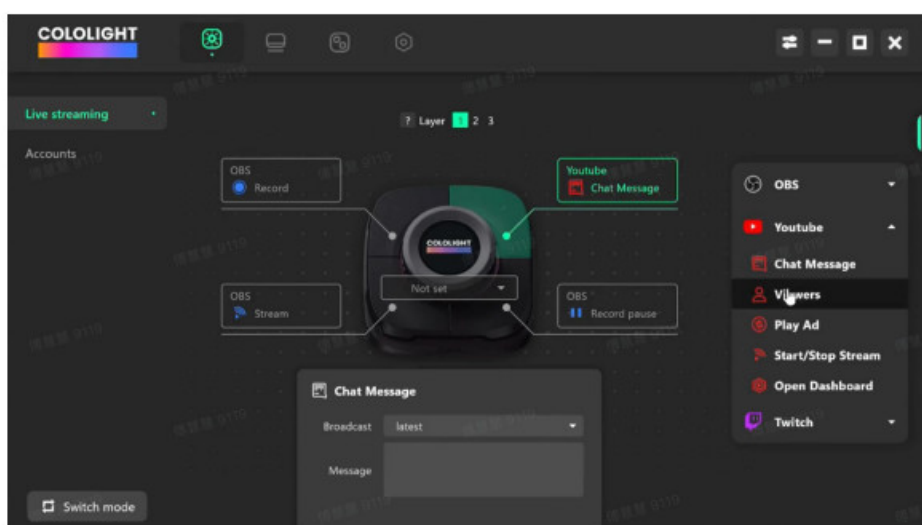 COLOLIGHT
Live streaming
Accounts
? Layer 1 2 3
OBS
Record
Youtube
Chat Message
COLOLIGHT
Not set
OBS
Stream
OBS
Record pause
Chat Message
Broadcast latest
Message
Switch mode
OBS
Youtube
Chat Message
Viewers
Play Ad
Start/Stop Stream
Open Dashboard
Twitch